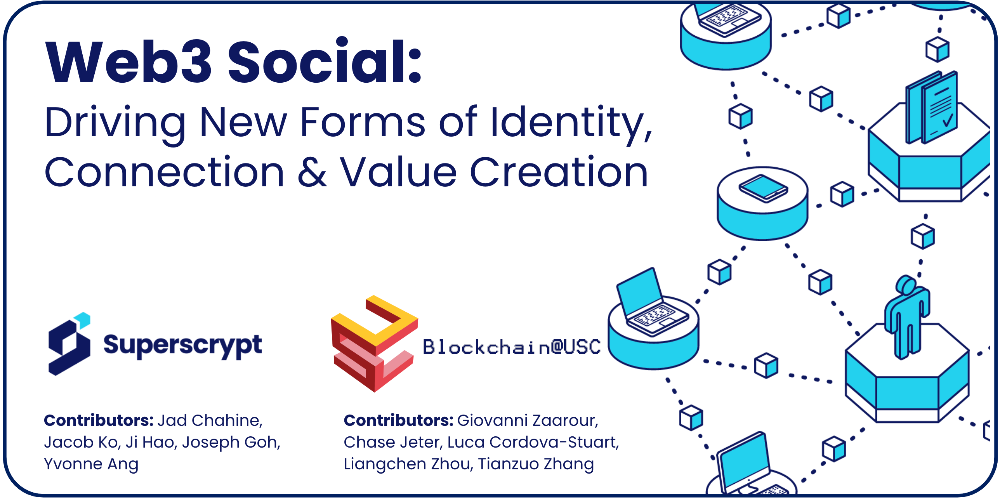 Web3 Social:
Driving New Forms of Identity,
Connection & Value Creation
Superscrypt
Contributors: Jad Chahine,
Jacob Ko, Ji Hao, Joseph Goh,
Yvonne Ang
USC
Blockchain@USC
Contributors: Giovanni Zaarour,
Chase Jeter, Luca Cordova-Stuart,
Liangchen Zhou, Tianzuo Zhang